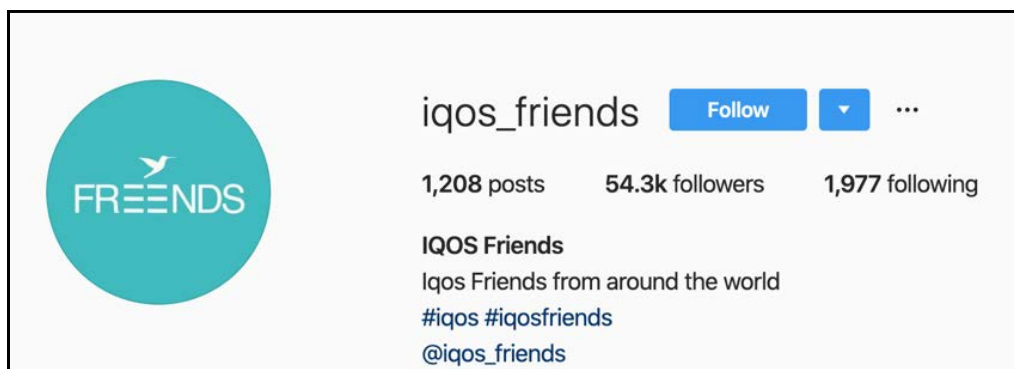 FREENDS
iqos_friends Follow ...
1,208 posts 54.3k followers 1,977 following
IQOS Friends
Iqos Friends from around the world
#iqos #iqosfriends
@iqos_friends